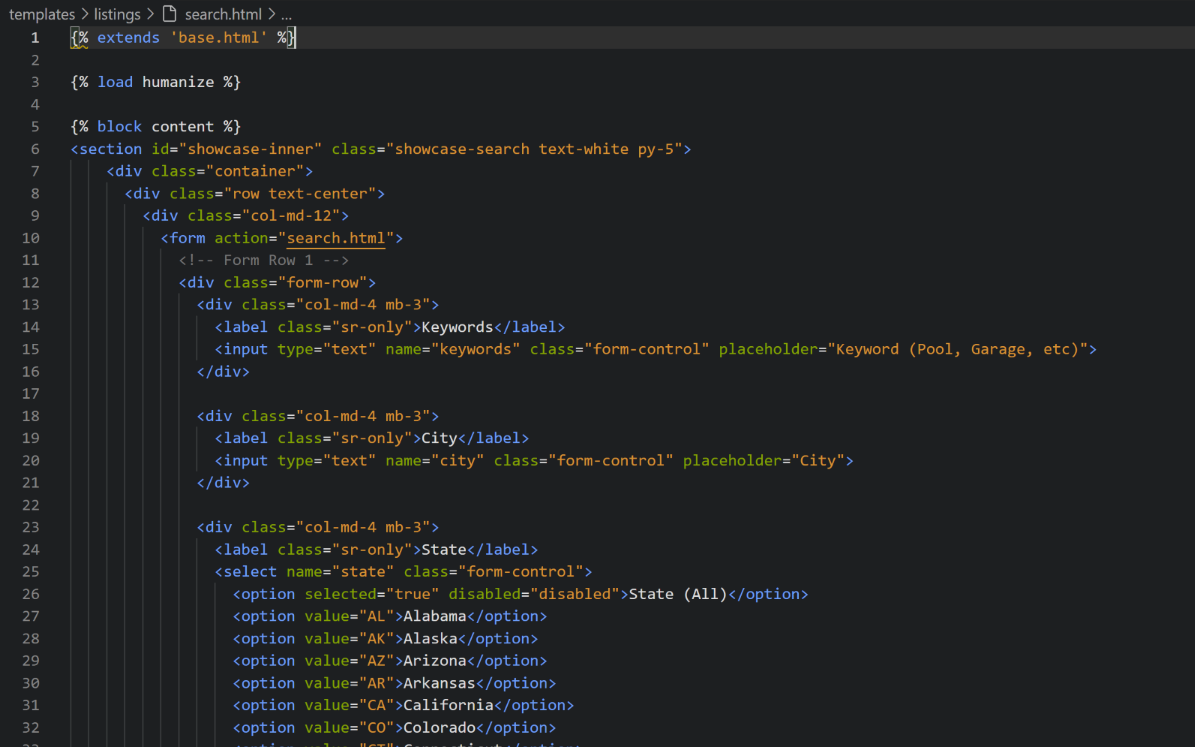 templates > listings > search.html > ...
1 {% extends 'base.html' %}
2
3 {% load humanize %}
4
5 {% block content %}
6 <section id="showcase-inner" class="showcase-search text-white py-5">
7 <div class="container">
8 <div class="row text-center">
9 <div class="col-md-12">
10 <form action="search.html">
11 <!-- Form Row 1 -->
12 <div class="form-row">
13 <div class="col-md-4 mb-3">
14 <label class="sr-only">Keywords</label>
15 <input type="text" name="keywords" class="form-control" placeholder="Keyword (Pool, Garage, etc)">
16 </div>
17
18 <div class="col-md-4 mb-3">
19 <label class="sr-only">City</label>
20 <input type="text" name="city" class="form-control" placeholder="City">
21 </div>
22
23 <div class="col-md-4 mb-3">
24 <label class="sr-only">State</label>
25 <select name="state" class="form-control">
26 <option selected="true" disabled="disabled">State (All)</option>
27 <option value="AL">Alabama</option>
28 <option value="AK">Alaska</option>
29 <option value="AZ">Arizona</option>
30 <option value="AR">Arkansas</option>
31 <option value="CA">California</option>
32 <option value="CO">Colorado</option>